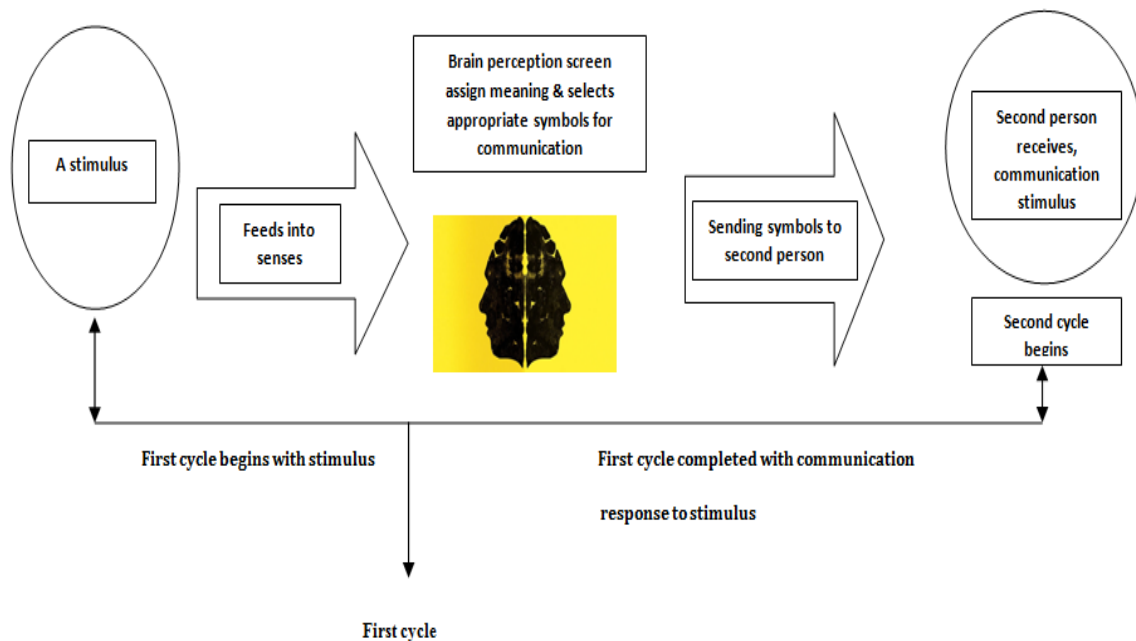 A stimulus
Feeds into
senses
Brain perception screen
assign meaning & selects
appropriate symbols for
communication
Sending symbols to
second person
Second person
receives,
communication
stimulus
Second cycle
begins
First cycle begins with stimulus
First cycle completed with communication
response to stimulus
First cycle